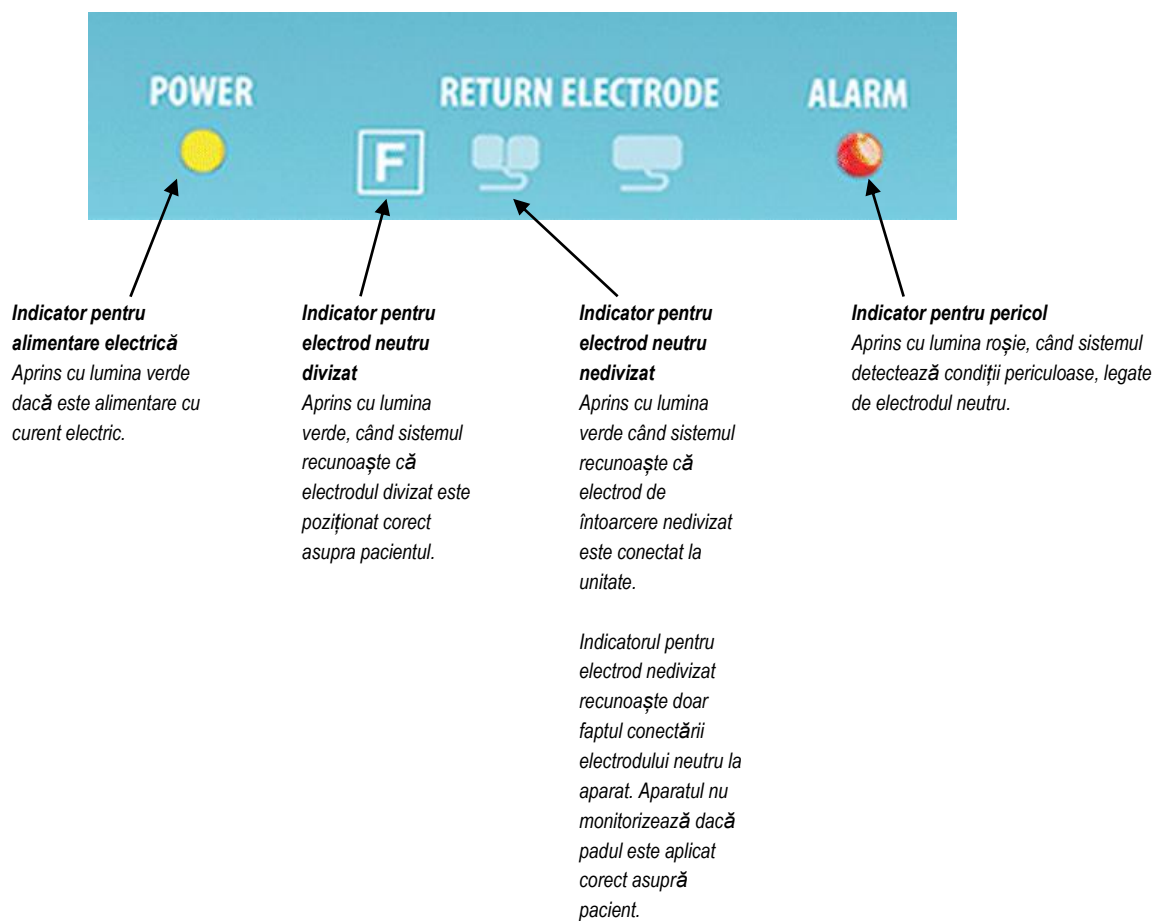 POWER RETURN ELECTRODE ALARM
F
Indicator pentru
alimentare electrică
Aprins cu lumina verde
dacă este alimentare cu
curent electric.
Indicator pentru
electrod neutru
divizat
Aprins cu lumina
verde, când sistemul
recunoaște că
electrodul divizat este
poziționat corect
asupra pacientul.
Indicator pentru
electrod neutru
nedivizat
Aprins cu lumina
verde când sistemul
recunoaște că
electrod de
întoarcere nedivizat
este conectat la
unitate.
Indicatorul pentru
electrod nedivizat
recunoaște doar
faptul conectării
electrodului neutru la
aparat. Aparatul nu
monitorizează dacă
padul este aplicat
corect asupră
pacient.
Indicator pentru pericol
Aprins cu lumina roșie, când sistemul
detectează condiții periculoase, legate
de electrodul neutru.